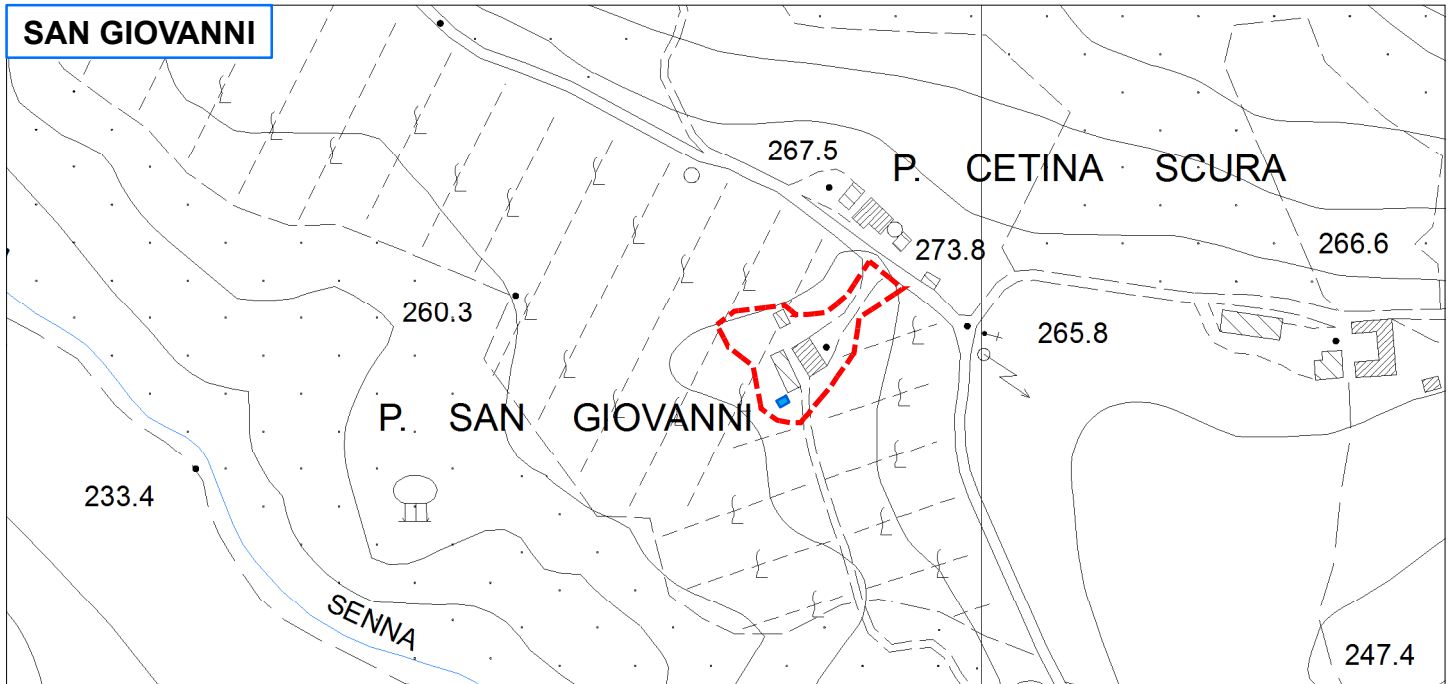 SAN GIOVANNI
267.5
P. CETINA SCURA
273.8
266.6
260.3
265.8
P. SAN GIOVANNI
233.4
SENNA
247.4